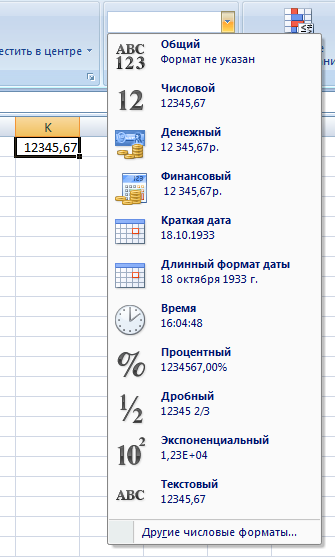 естить в центре
K
12345,67
ABC
123
Общий
Формат не указан
12
Числовой
12345,67
Денежный
12 345,67р.
Финансовый
12 345,67р.
Краткая дата
18.10.1933
Длинный формат даты
18 октября 1933 г.
Время
16:04:48
%
Процентный
1234567,00%
1/2
Дробный
12345 2/3
10²
Экспоненциальный
1,23E+04
ABC
Текстовый
12345,67
Другие числовые форматы...